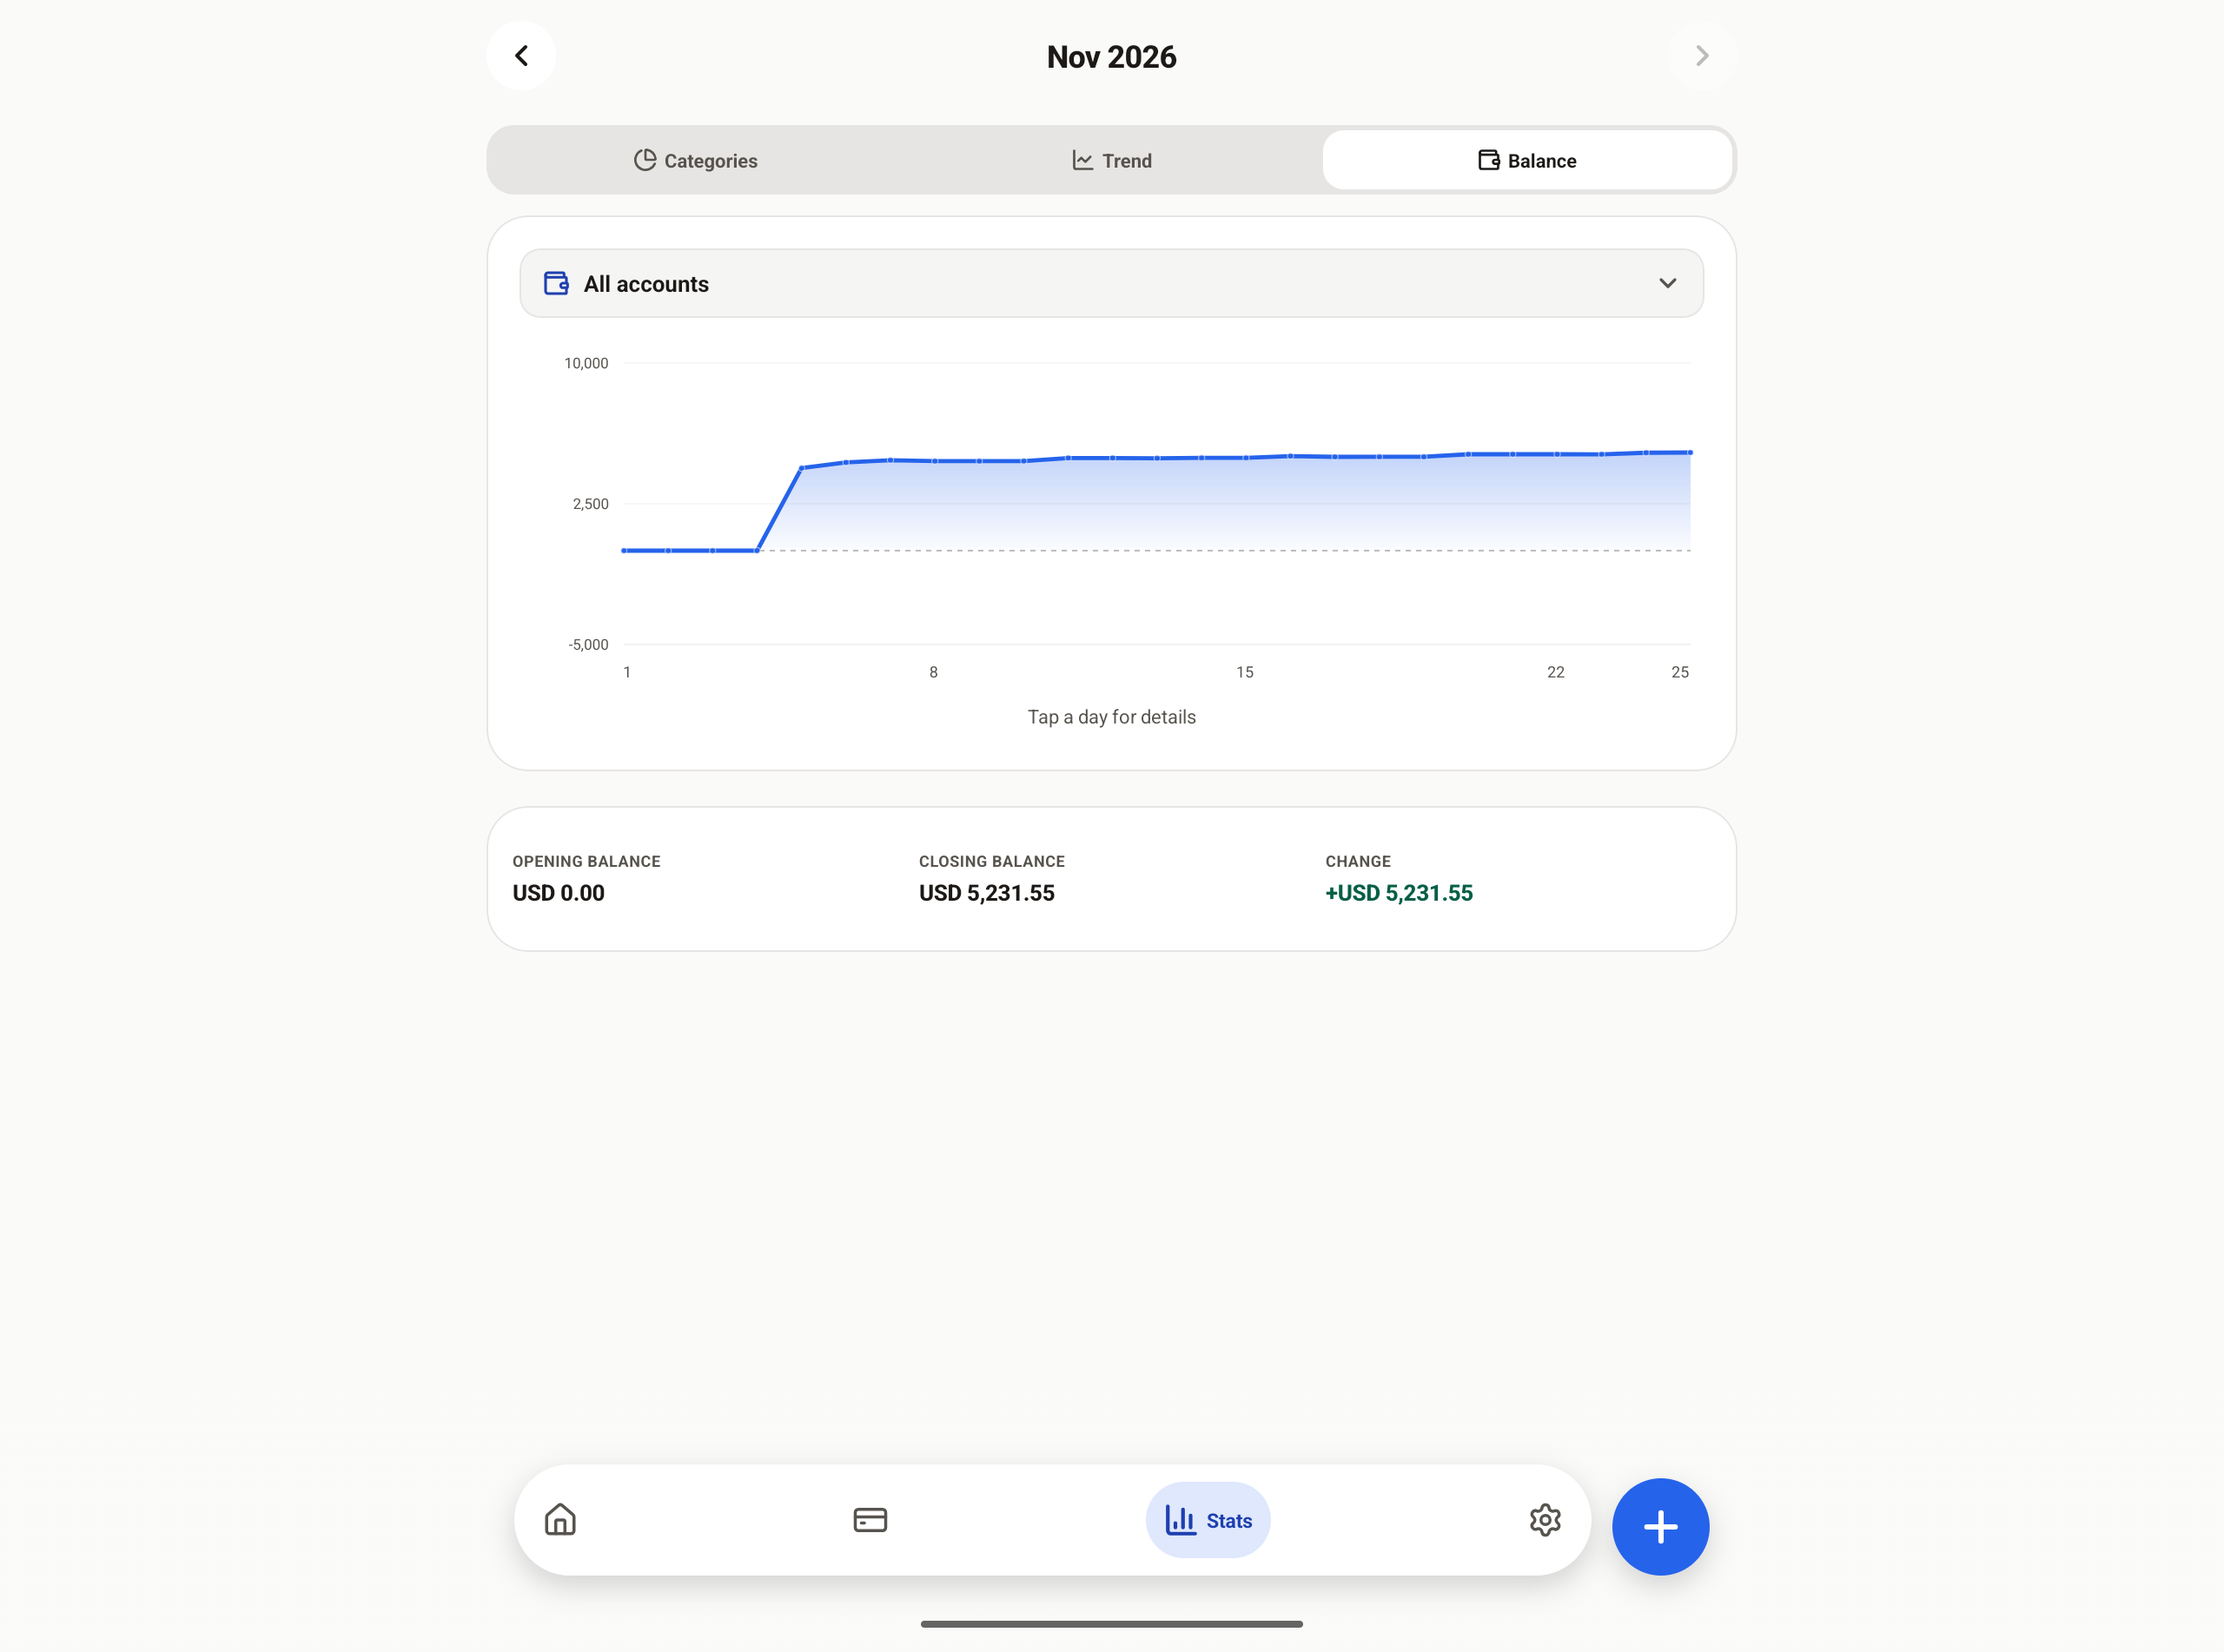 Nov 2026
Categories
Trend
Balance
All accounts
10,000
2,500
-5,000
1 8 15 22 25
Tap a day for details
OPENING BALANCE
USD 0.00
CLOSING BALANCE
USD 5,231.55
CHANGE
+USD 5,231.55
Stats